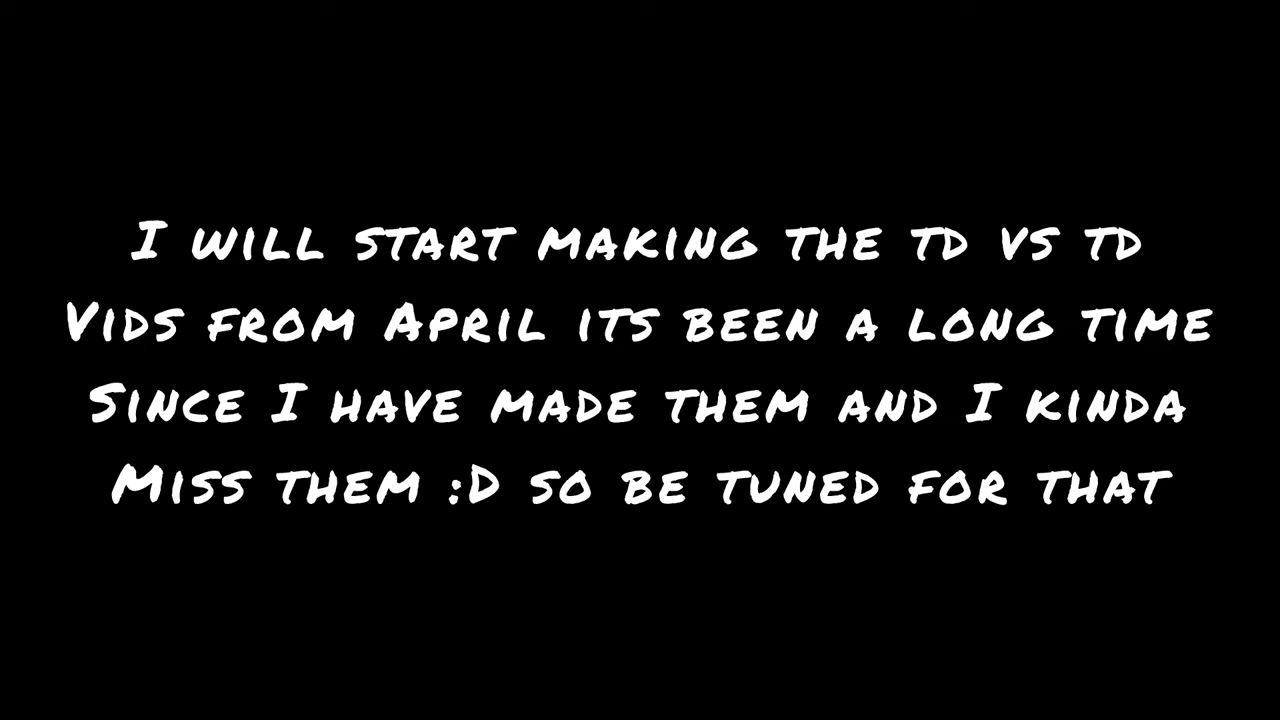 I will start making the td vs td
Vids from April its been a long time
Since I have made them and I kinda
Miss them :D so be tuned for that